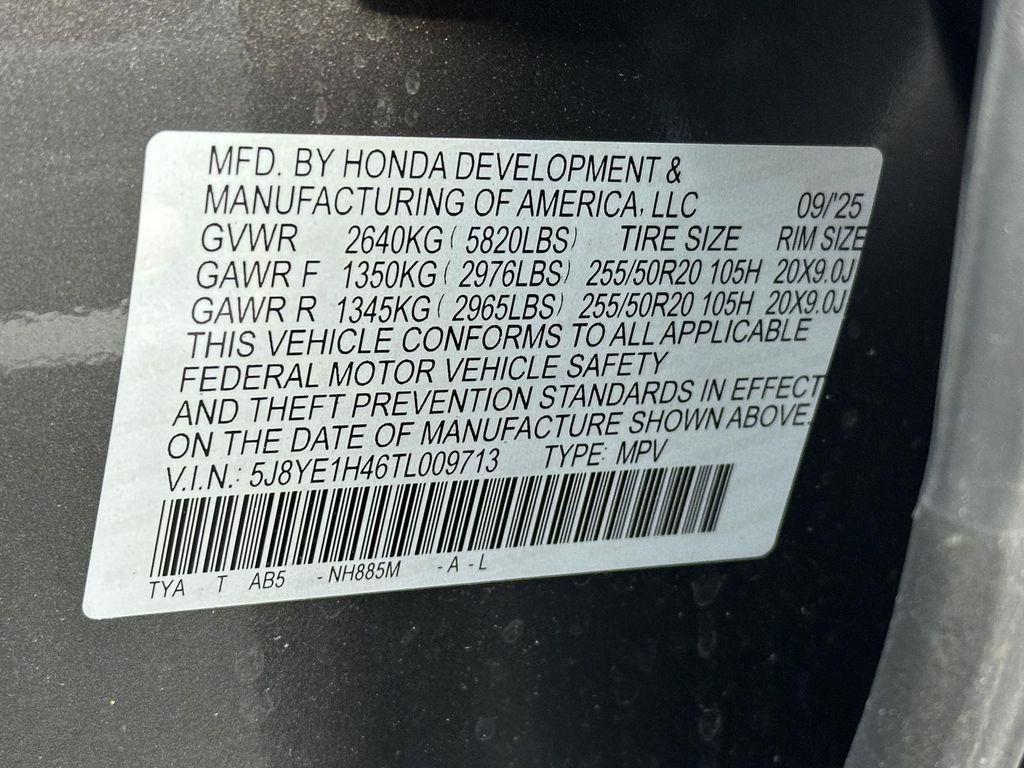 MFD. BY HONDA DEVELOPMENT &
MANUFACTURING OF AMERICA, LLC 09/'25
GVWR 2640KG ( 5820LBS) TIRE SIZE RIM SIZE
GAWR F 1350KG ( 2976LBS) 255/50R20 105H 20X9.0J
GAWR R 1345KG ( 2965LBS) 255/50R20 105H 20X9.0J
THIS VEHICLE CONFORMS TO ALL APPLICABLE
FEDERAL MOTOR VEHICLE SAFETY
AND THEFT PREVENTION STANDARDS IN EFFECT
ON THE DATE OF MANUFACTURE SHOWN ABOVE.
V.I.N.: 5J8YE1H46TL009713 TYPE: MPV
TYA T AB5 -NH885M -A -L